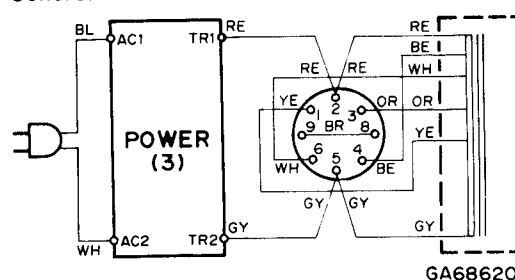 BL
AC1
TR1
RE
RE
BE
RE
RE
WH
YE
1
2
3
OR
OR
POWER
(3)
9
BR
8
YE
6
5
4
WH
BE
GY
GY
GY
GY
AC2
TR2
WH
GA68620